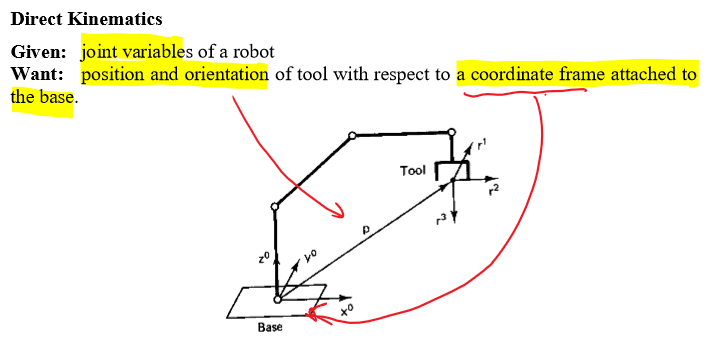 Direct Kinematics
Given: joint variables of a robot
Want: position and orientation of tool with respect to a coordinate frame attached to
the base.
r¹
Tool
r²
r³
p
z⁰
y⁰
x⁰
Base